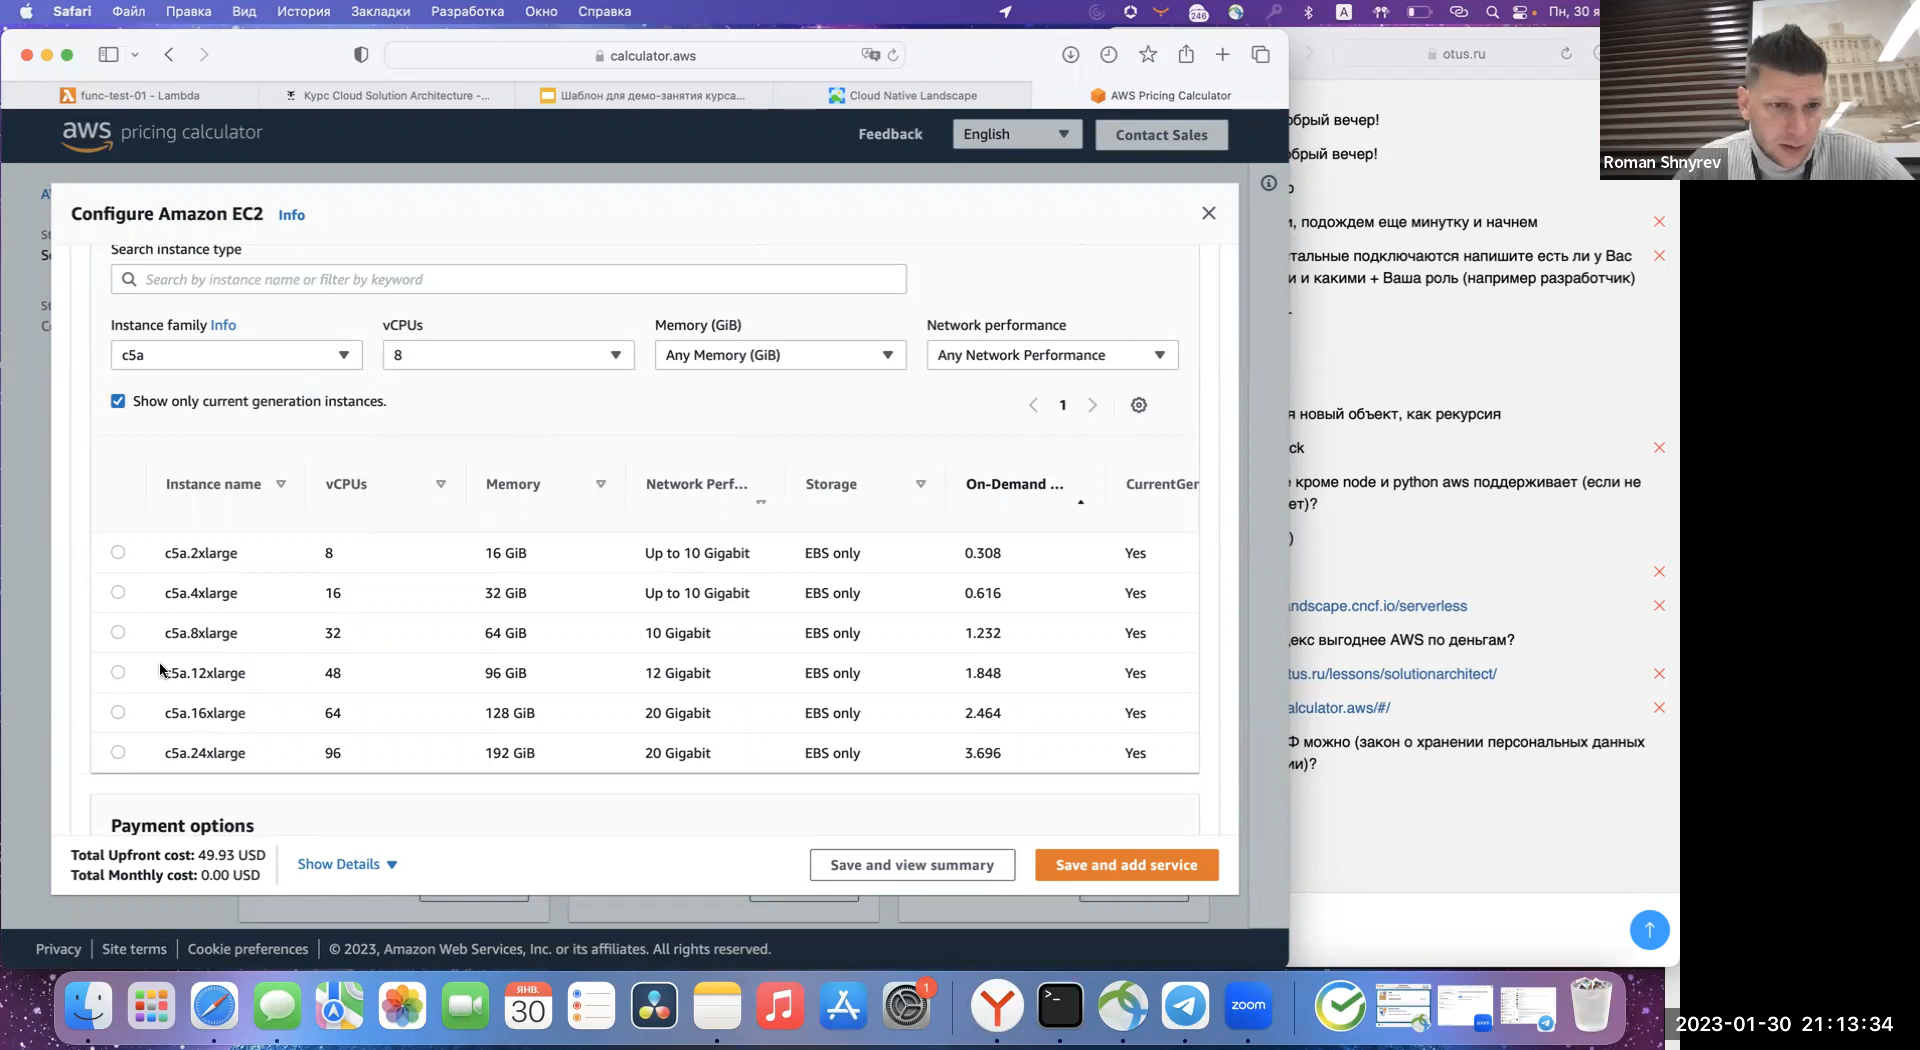 Safari Файл Правка Вид История Закладки Разработка Окно Справка
246 A Пн, 30 я
calculator.aws
otus.ru
func-test-01 - Lambda
Курс Cloud Solution Architecture -...
Шаблон для демо-занятия курса...
Cloud Native Landscape
AWS Pricing Calculator
aws pricing calculator
Feedback
English
Contact Sales
Configure Amazon EC2 Info
Search instance type
Search by instance name or filter by keyword
Instance family Info vCPUs Memory (GiB) Network performance
c5a 8 Any Memory (GiB) Any Network Performance
Show only current generation instances.
1
Instance name vCPUs Memory Network Perf... Storage On-Demand ... CurrentGer
c5a.2xlarge 8 16 GiB Up to 10 Gigabit EBS only 0.308 Yes
c5a.4xlarge 16 32 GiB Up to 10 Gigabit EBS only 0.616 Yes
c5a.8xlarge 32 64 GiB 10 Gigabit EBS only 1.232 Yes
c5a.12xlarge 48 96 GiB 12 Gigabit EBS only 1.848 Yes
c5a.16xlarge 64 128 GiB 20 Gigabit EBS only 2.464 Yes
c5a.24xlarge 96 192 GiB 20 Gigabit EBS only 3.696 Yes
Payment options
Total Upfront cost: 49.93 USD
Total Monthly cost: 0.00 USD
Show Details
Save and view summary
Save and add service
Privacy Site terms Cookie preferences © 2023, Amazon Web Services, Inc. or its affiliates. All rights reserved.
обрый вечер!
обрый вечер!
р
и, подождем еще минутку и начнем
тальные подключаются напишите есть ли у Вас
и и какими + Ваша роль (например разработчик)
я новый объект, как рекурсия
ck
е кроме node и python aws поддерживает (если не
ет)?
)
andscape.cncf.io/serverless
декс выгоднее AWS по деньгам?
tus.ru/lessons/solutionarchitect/
alculator.aws/#/
Ф можно (закон о хранении персональных данных
ии)?
Roman Shnyrev
ЯНВ.
30
1
zoom
2023-01-30 21:13:34